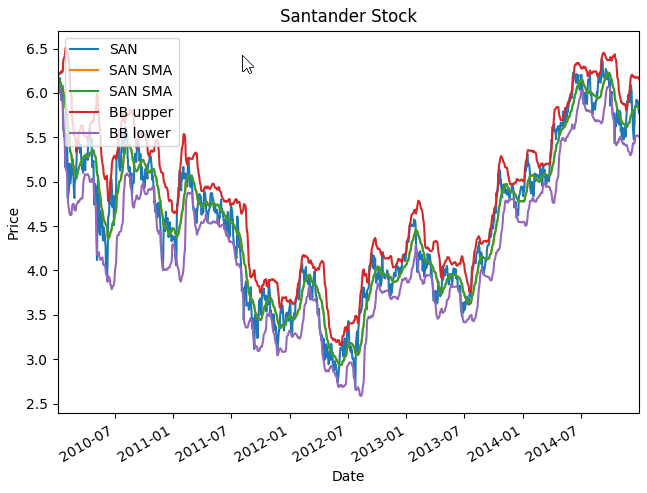 Santander Stock
SAN
SAN SMA
SAN SMA
BB upper
BB lower
Price
6.5
6.0
5.5
5.0
4.5
4.0
3.5
3.0
2.5
2010-07
2011-01
2011-07
2012-01
2012-07
2013-01
2013-07
2014-01
2014-07
Date